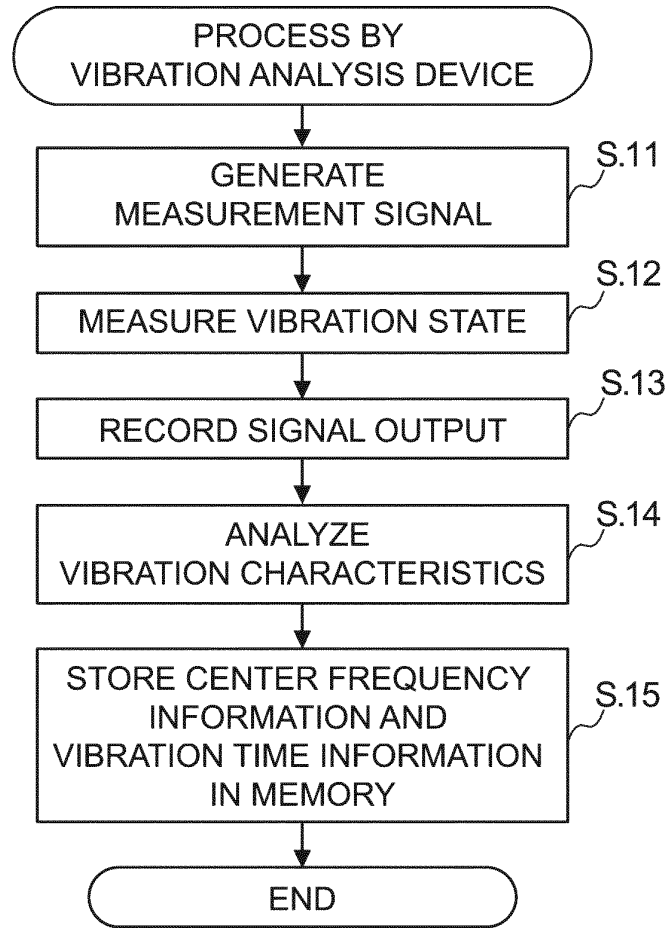 PROCESS BY
VIBRATION ANALYSIS DEVICE
S.11
GENERATE
MEASUREMENT SIGNAL
S.12
MEASURE VIBRATION STATE
S.13
RECORD SIGNAL OUTPUT
S.14
ANALYZE
VIBRATION CHARACTERISTICS
S.15
STORE CENTER FREQUENCY
INFORMATION AND
VIBRATION TIME INFORMATION
IN MEMORY
END